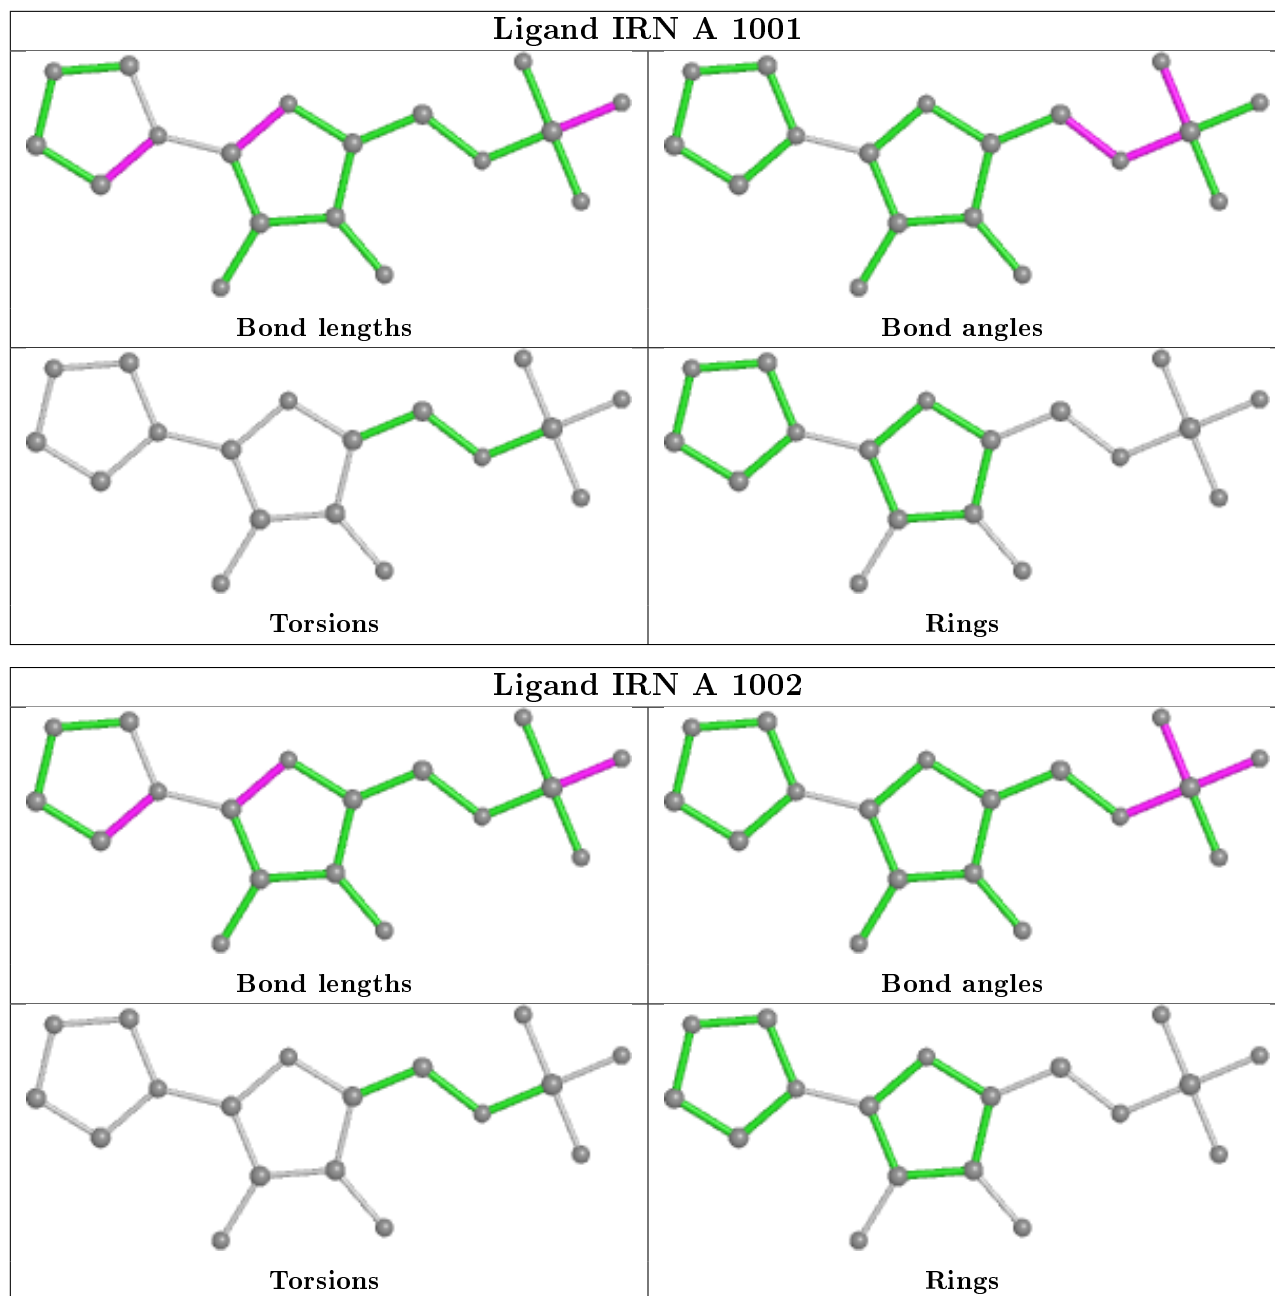 Ligand IRN A 1001
Bond lengths
Bond angles
Torsions
Rings
Ligand IRN A 1002
Bond lengths
Bond angles
Torsions
Rings